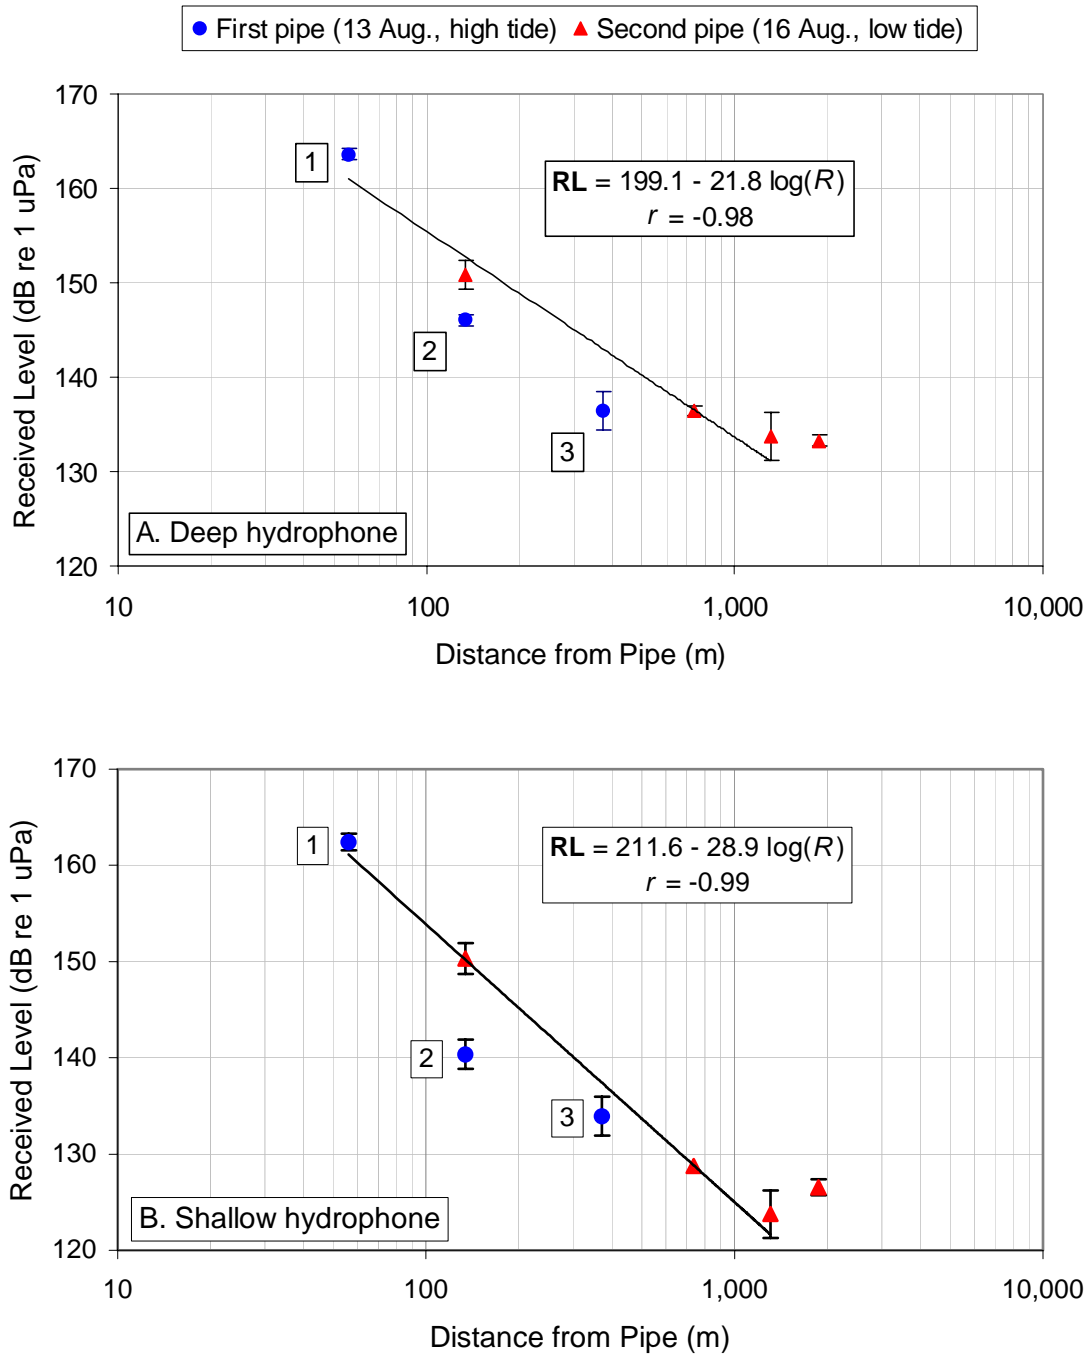 First pipe (13 Aug., high tide) Second pipe (16 Aug., low tide)
170
160
150
140
130
120
Received Level (dB re 1 uPa)
1
2
3
RL = 199.1 - 21.8 log(R)
r = -0.98
A. Deep hydrophone
10 100 1,000 10,000
Distance from Pipe (m)
170
160
150
140
130
120
Received Level (dB re 1 uPa)
1
2
3
RL = 211.6 - 28.9 log(R)
r = -0.99
B. Shallow hydrophone
10 100 1,000 10,000
Distance from Pipe (m)